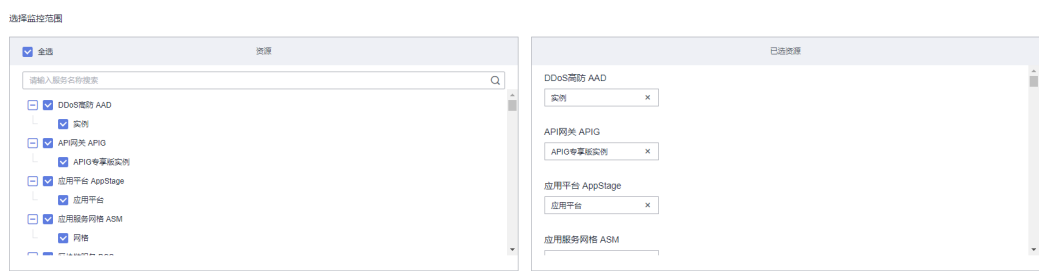 选择监控范围
全选
资源
请输入服务名称搜索
DDoS高防 AAD
实例
API网关 APIG
APIG专享版实例
应用平台 AppStage
应用平台
应用服务网格 ASM
网格
已选资源
DDoS高防 AAD
实例 ×
API网关 APIG
APIG专享版实例 ×
应用平台 AppStage
应用平台 ×
应用服务网格 ASM